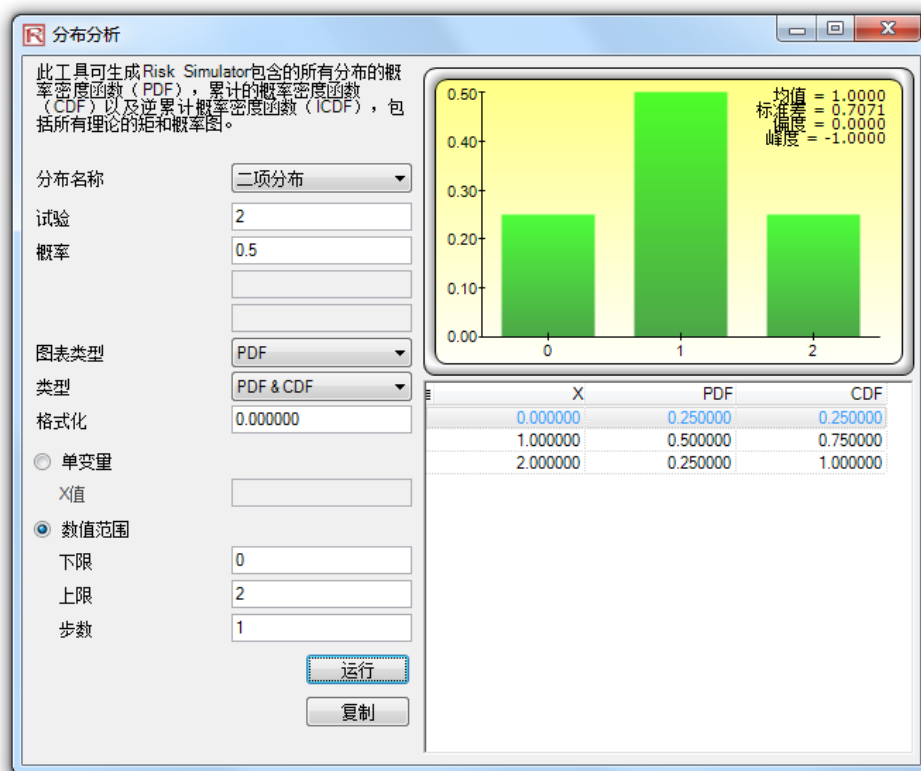 分布分析
此工具可生成Risk Simulator包含的所有分布的概
率密度函数（PDF），累计的概率密度函数
（CDF）以及逆累计概率密度函数（ICDF），包
括所有理论的矩和概率图。
分布名称 二项分布
试验 2
概率 0.5
图表类型 PDF
类型 PDF & CDF
格式化 0.000000
单变量
X值
数值范围
下限 0
上限 2
步数 1
运行
复制
均值 = 1.0000
标准差 = 0.7071
偏度 = 0.0000
峰度 = -1.0000
0.50
0.40
0.30
0.20
0.10
0.00
0 1 2
X PDF CDF
0.000000 0.250000 0.250000
1.000000 0.500000 0.750000
2.000000 0.250000 1.000000